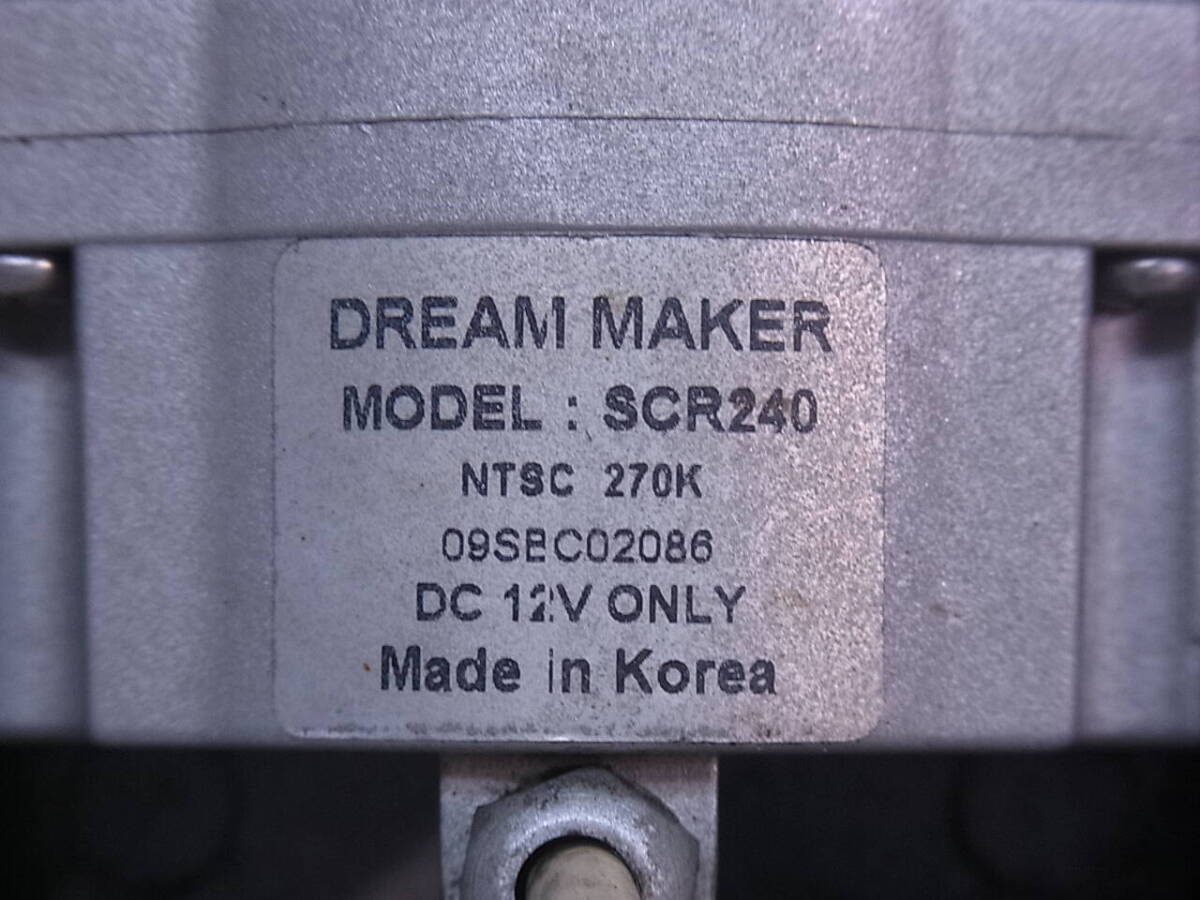 DREAM MAKER
MODEL : SCR240
NTSC 270K
09SEC02086
DC 12V ONLY
Made in Korea